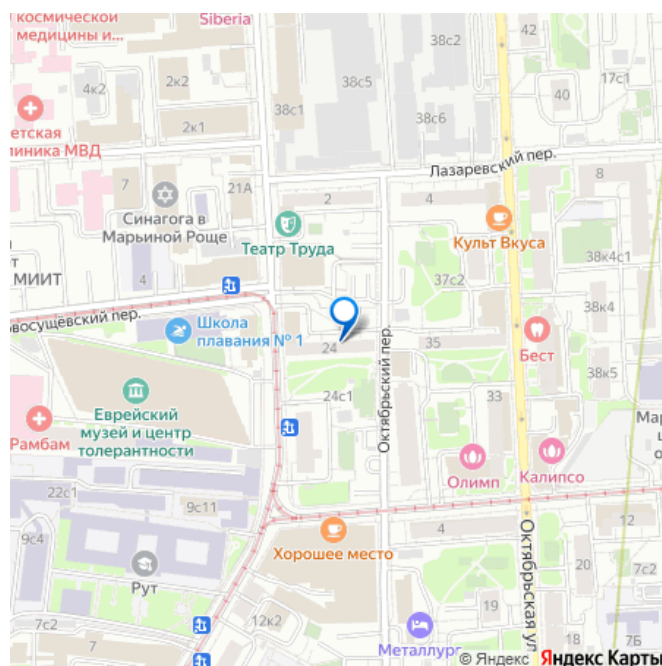 космической
медицины и...
Siberia
38с2
42
17с1
4к2
2к2
38с5
40
38с1
38с6
2к1
етская
линика МВД
Лазаревский пер.
7
21А
2
4
8
Синагога в
Марьиной Роще
Театр Труда
Культ Вкуса
38к4с1
т
МИИТ
4
37с2
38к4
овосущёвский пер.
Школа
плавания № 1
24
35
Бест
Октябрьский пер.
38к5
Еврейский
музей и центр
толерантности
24с1
33
Рамбам
Мар
ц
о
Олимп
Калипсо
22с1
9с11
4
12
9с4
Хорошее место
Октябрьская ул
Рут
20
7с2
19
12к2
7
Металлург
18
7Б
© Яндекс Яндекс Карты